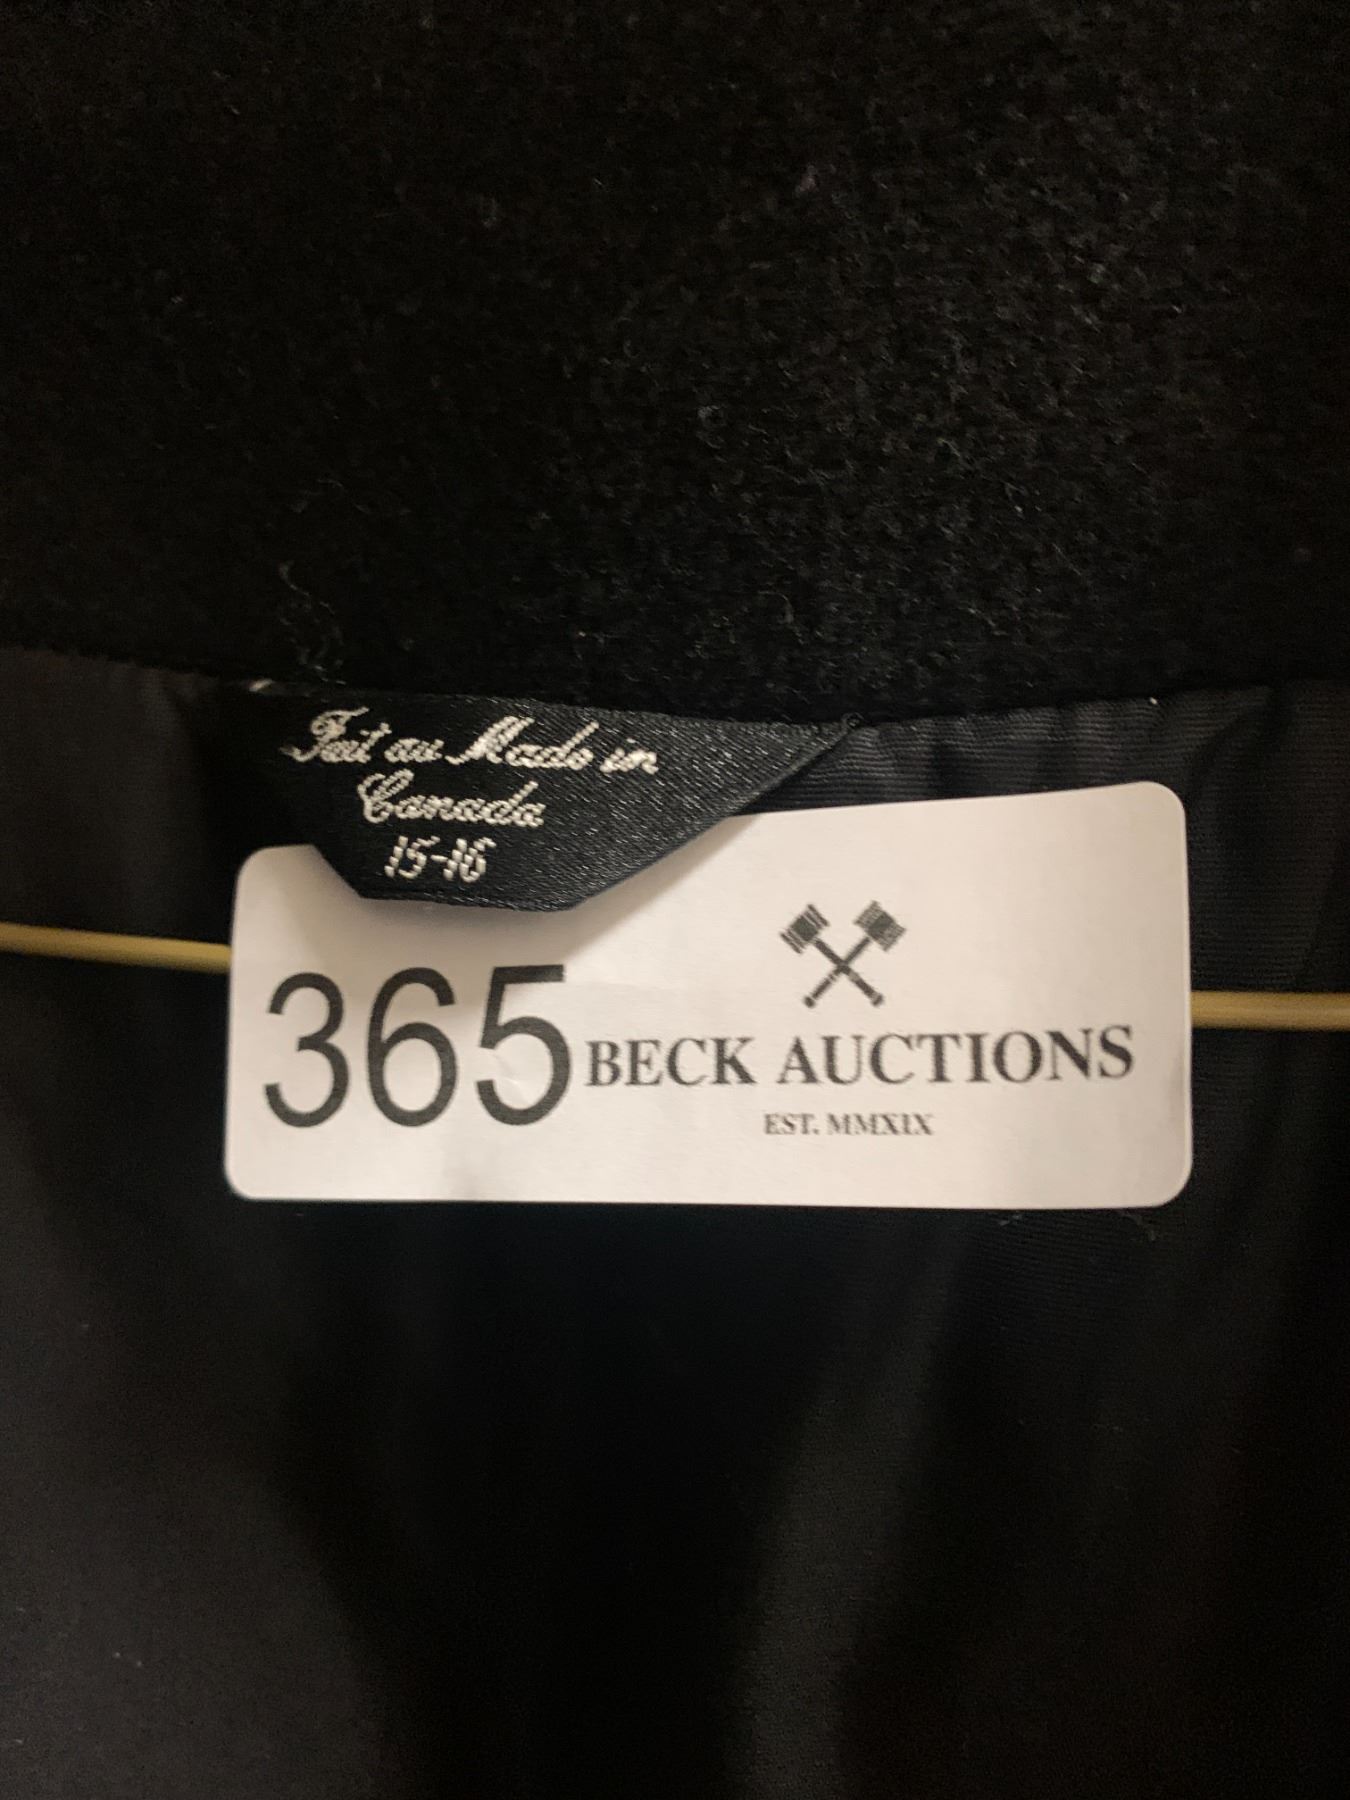 Fait au Made in
Canada
15-16
365
BECK AUCTIONS
EST. MMXIX